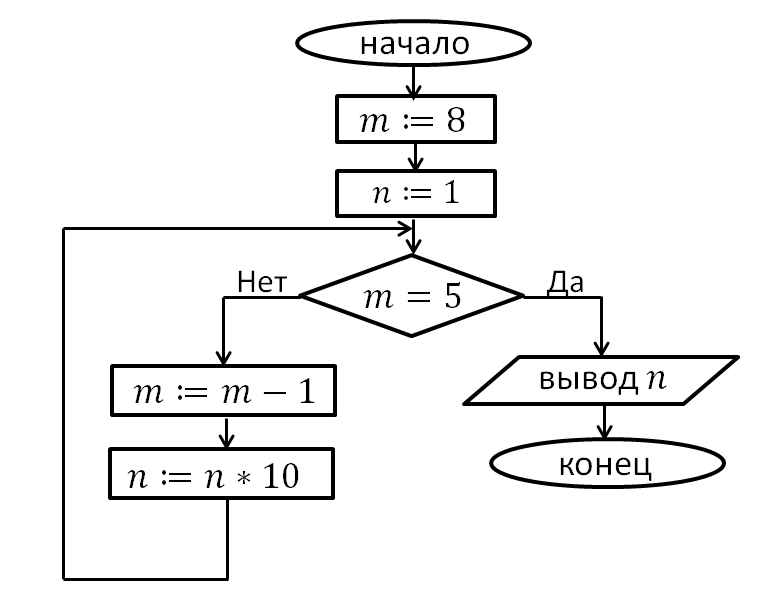 начало
m := 8
n := 1
Нет
m = 5
Да
m := m − 1
вывод n
n := n ∗ 10
конец